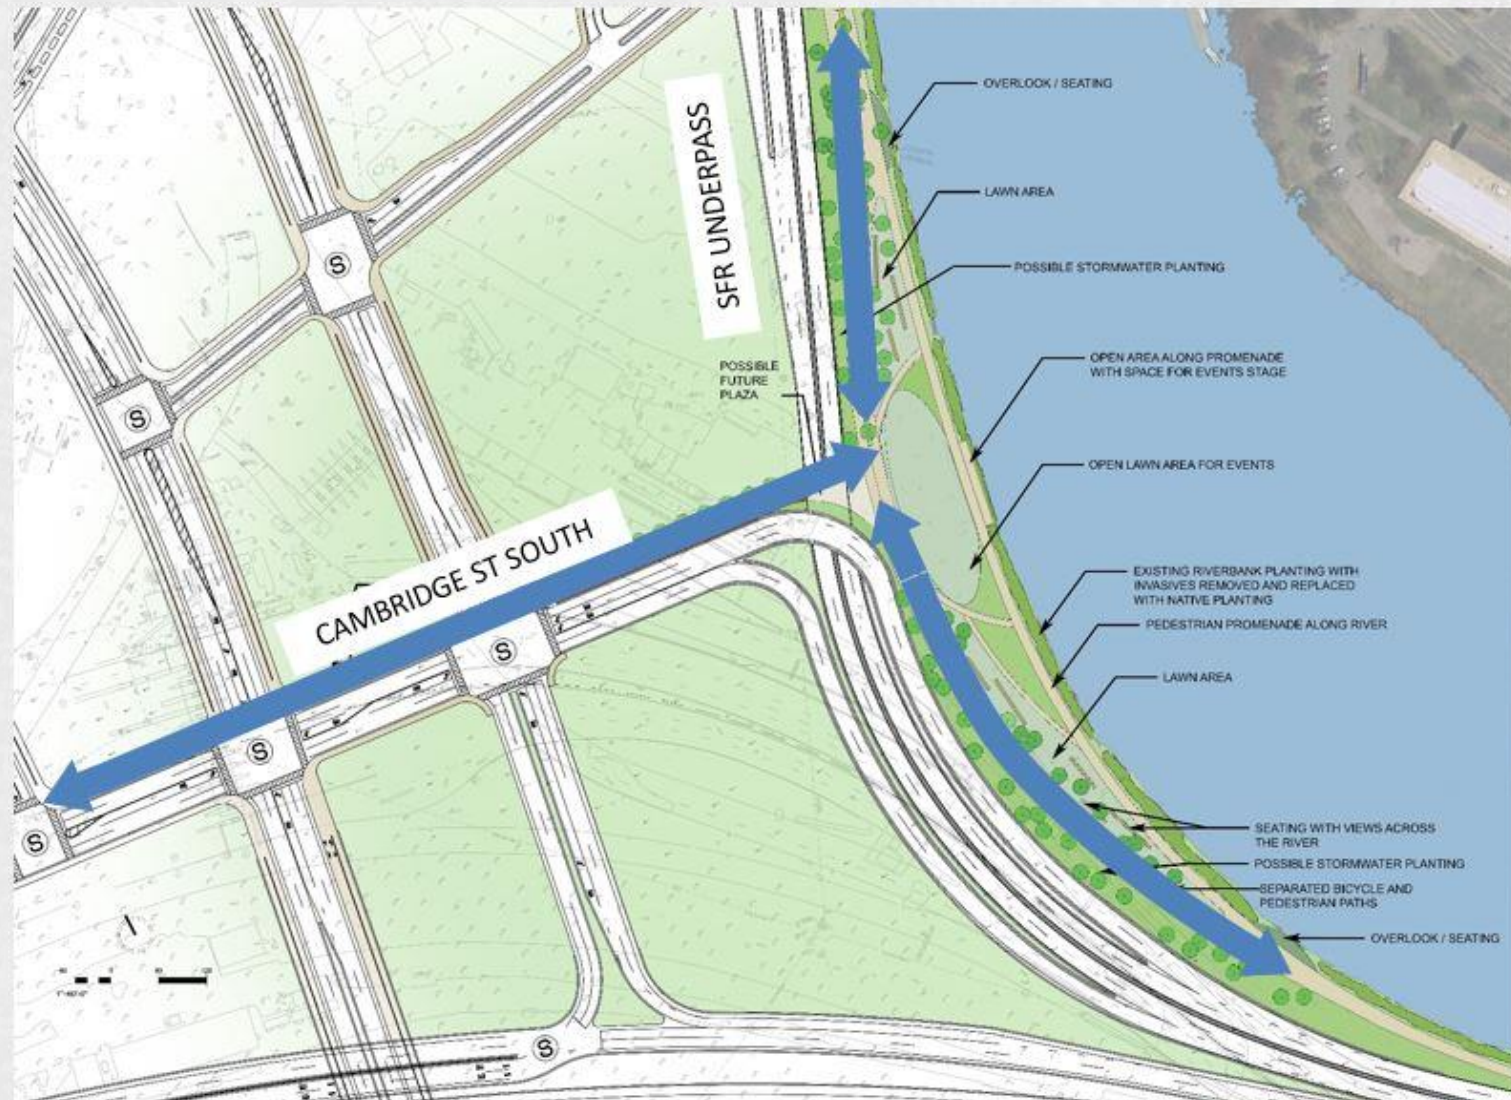 OVERLOOK / SEATING
LAWN AREA
SFR UNDERPASS
POSSIBLE STORMWATER PLANTING
OPEN AREA ALONG PROMENADE
WITH SPACE FOR EVENTS STAGE
POSSIBLE
FUTURE
PLAZA
OPEN LAWN AREA FOR EVENTS
CAMBRIDGE ST SOUTH
EXISTING RIVERBANK PLANTING WITH
INVASIVES REMOVED AND REPLACED
WITH NATIVE PLANTING
PEDESTRIAN PROMENADE ALONG RIVER
LAWN AREA
SEATING WITH VIEWS ACROSS
THE RIVER
POSSIBLE STORMWATER PLANTING
SEPARATED BICYCLE AND
PEDESTRIAN PATHS
OVERLOOK / SEATING
S
S
S
S
S
S